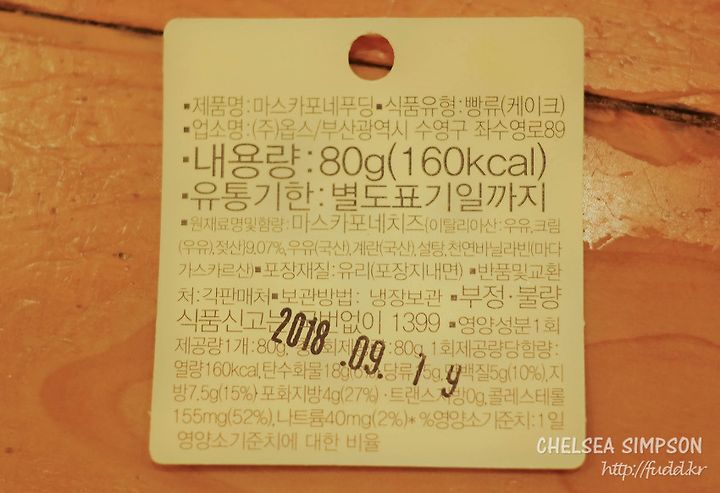 ▪제품명:마스카포네푸딩▪식품유형:빵류(케이크)
▪업소명:(주)옵스/부산광역시 수영구 좌수영로89
▪내용량:80g(160kcal)
▪유통기한:별도표기일까지
▪원재료명및함량:마스카포네치즈{이탈리아산:우유,크림
(우유),젖산}9.07%,우유(국산),계란(국산),설탕,천연바닐라빈(마다
가스카르산)▪포장재질:유리(포장지내면)▪반품및교환
처:각판매처▪보관방법: 냉장보관 ▪부정·불량
식품신고는 없이 1399 ▪영양성분 1회
제공량1개:80g, 80g, 1회제공량당함량:
열량160kcal,탄수화물18g 당류 5g(10%),지
방7.5g(15%)·포화지방4g(27%)·트랜스지방0g,콜레스테롤
155mg(52%),나트륨40mg(2%)*%영양소기준치:1일
영양소기준치에 대한 비율
2018.09.19
CHELSEA SIMPSON
http://fudd.kr